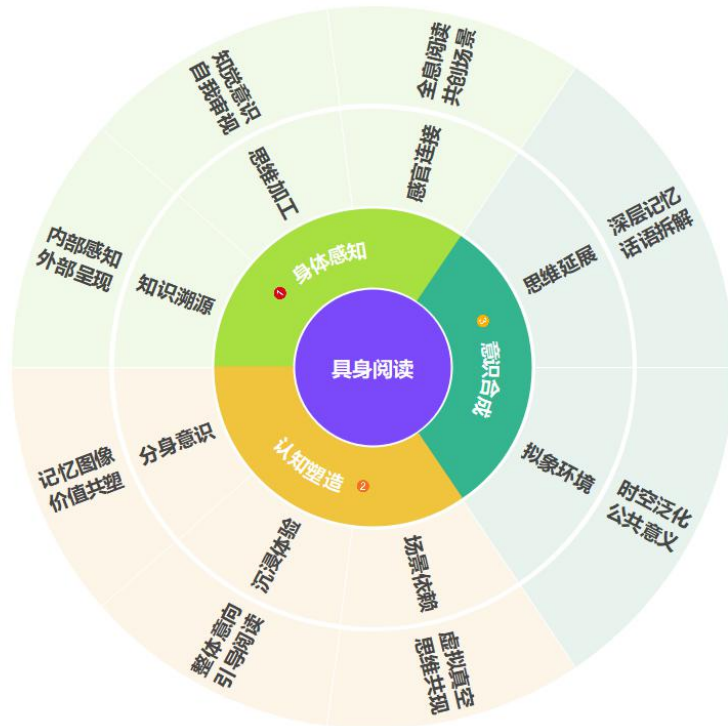 具身阅读
1
身体感知
知识溯源
内部感知
外部呈现
思维加工
知觉意识
自我审视
感官连接
全息阅读
共创场景
2
认知塑造
分身意识
记忆图像
价值共塑
沉浸体验
整体意向
引导阅读
场景依赖
虚拟真空
思维共现
3
意识合成
思维延展
深层记忆
话语拆解
拟象环境
时空泛化
公共意义